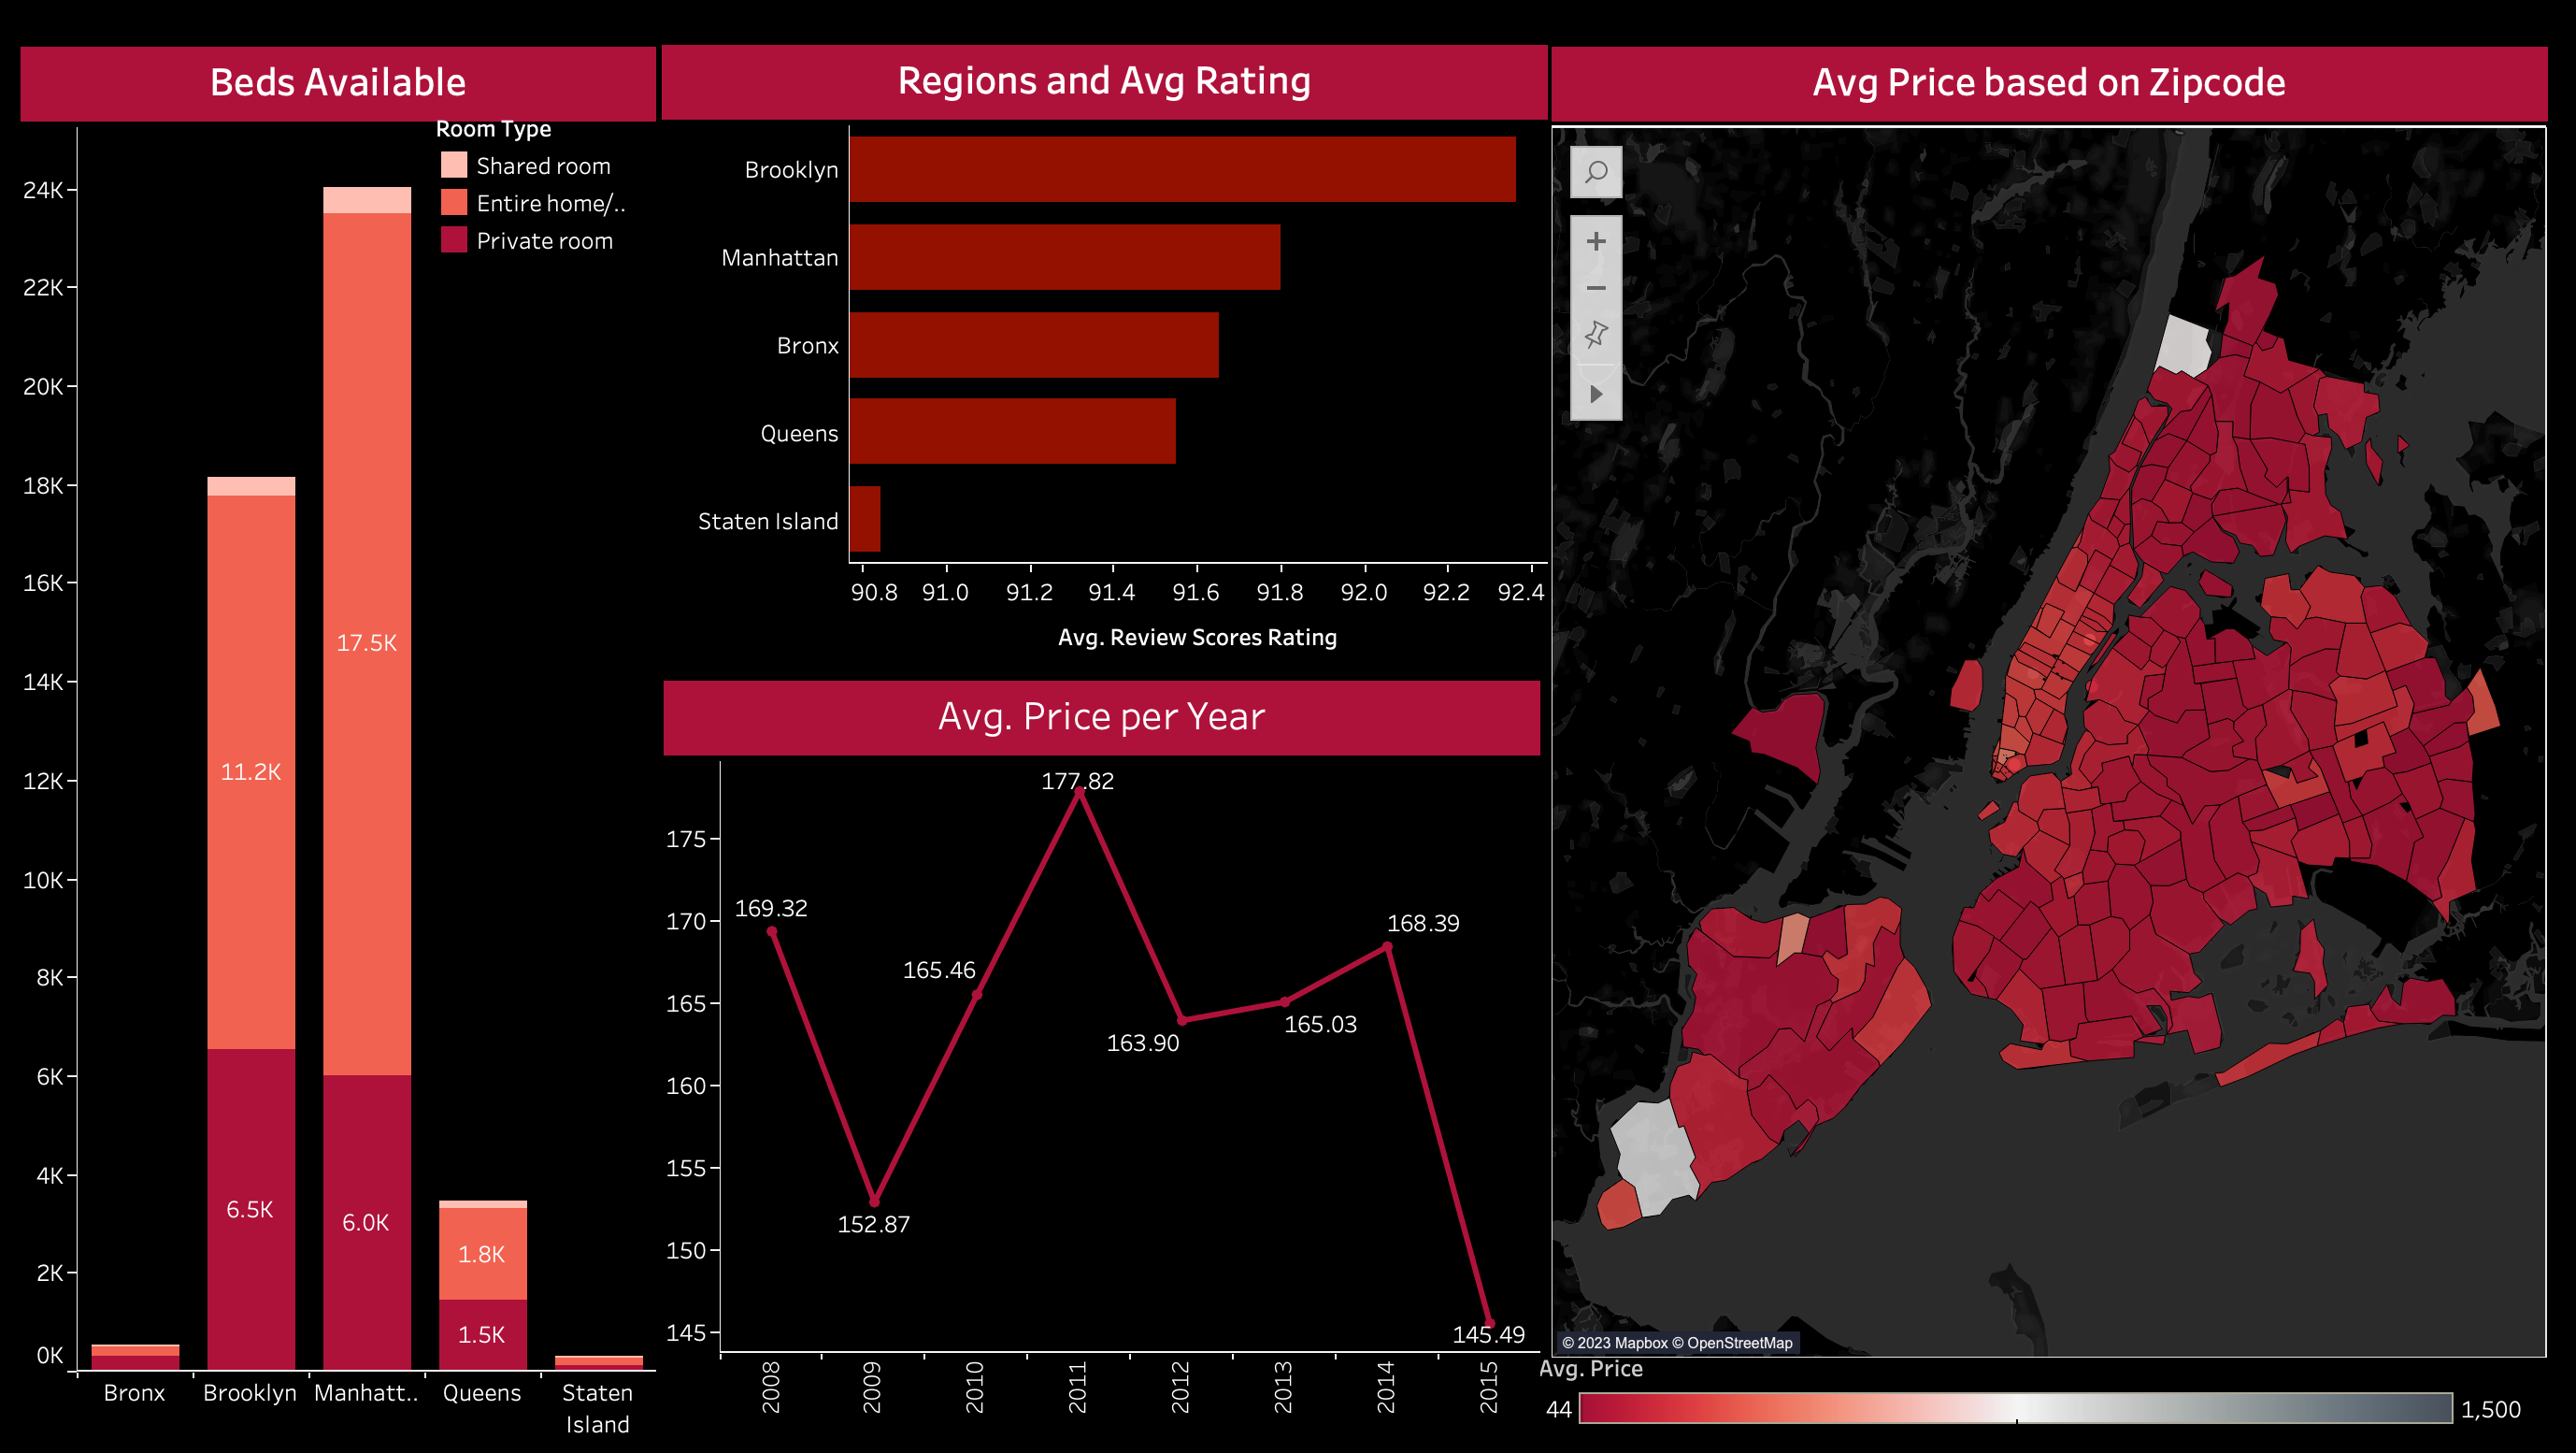 Beds Available
Room Type
Shared room
Entire home/..
Private room
24K
22K
20K
18K
16K
14K
12K
10K
8K
6K
4K
2K
0K
11.2K
6.5K
17.5K
6.0K
1.8K
1.5K
Bronx
Brooklyn
Manhatt..
Queens
Staten
Island
Regions and Avg Rating
Brooklyn
Manhattan
Bronx
Queens
Staten Island
90.8 91.0 91.2 91.4 91.6 91.8 92.0 92.2 92.4
Avg. Review Scores Rating
Avg. Price per Year
175
170
165
160
155
150
145
169.32
152.87
165.46
177.82
163.90
165.03
168.39
145.49
2008
2009
2010
2011
2012
2013
2014
2015
Avg Price based on Zipcode
© 2023 Mapbox © OpenStreetMap
Avg. Price
44
1,500